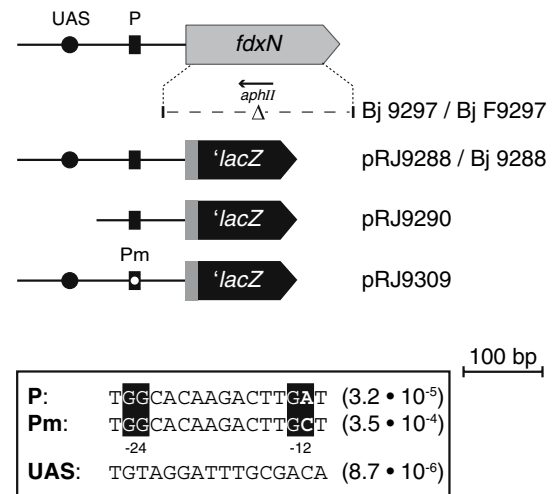 UAS P
fdxN
aphII
Δ
Bj 9297 / Bj F9297
'lacZ pRJ9288 / Bj 9288
'lacZ pRJ9290
Pm
'lacZ pRJ9309
100 bp
P: TGGCACAAGACTTGAT (3.2 • 10⁻⁵)
Pm: TGGCACAAGACTTGCT (3.5 • 10⁻⁴)
-24 -12
UAS: TGTAGGATTTGCGACA (8.7 • 10⁻⁶)